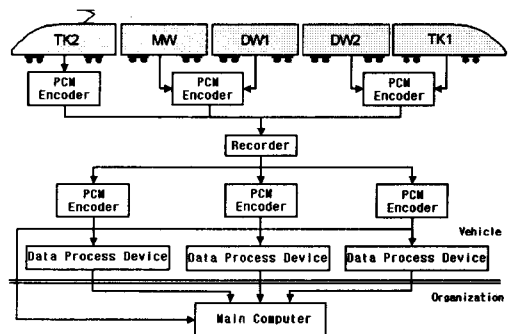 TK2 MW DW1 DW2 TK1
PCM PCM PCM
Encoder Encoder Encoder
Recorder
PCM PCM PCM
Encoder Encoder Encoder
Vehicle
Data Process Device Data Process Device Data Process Device
Organization
Main Computer